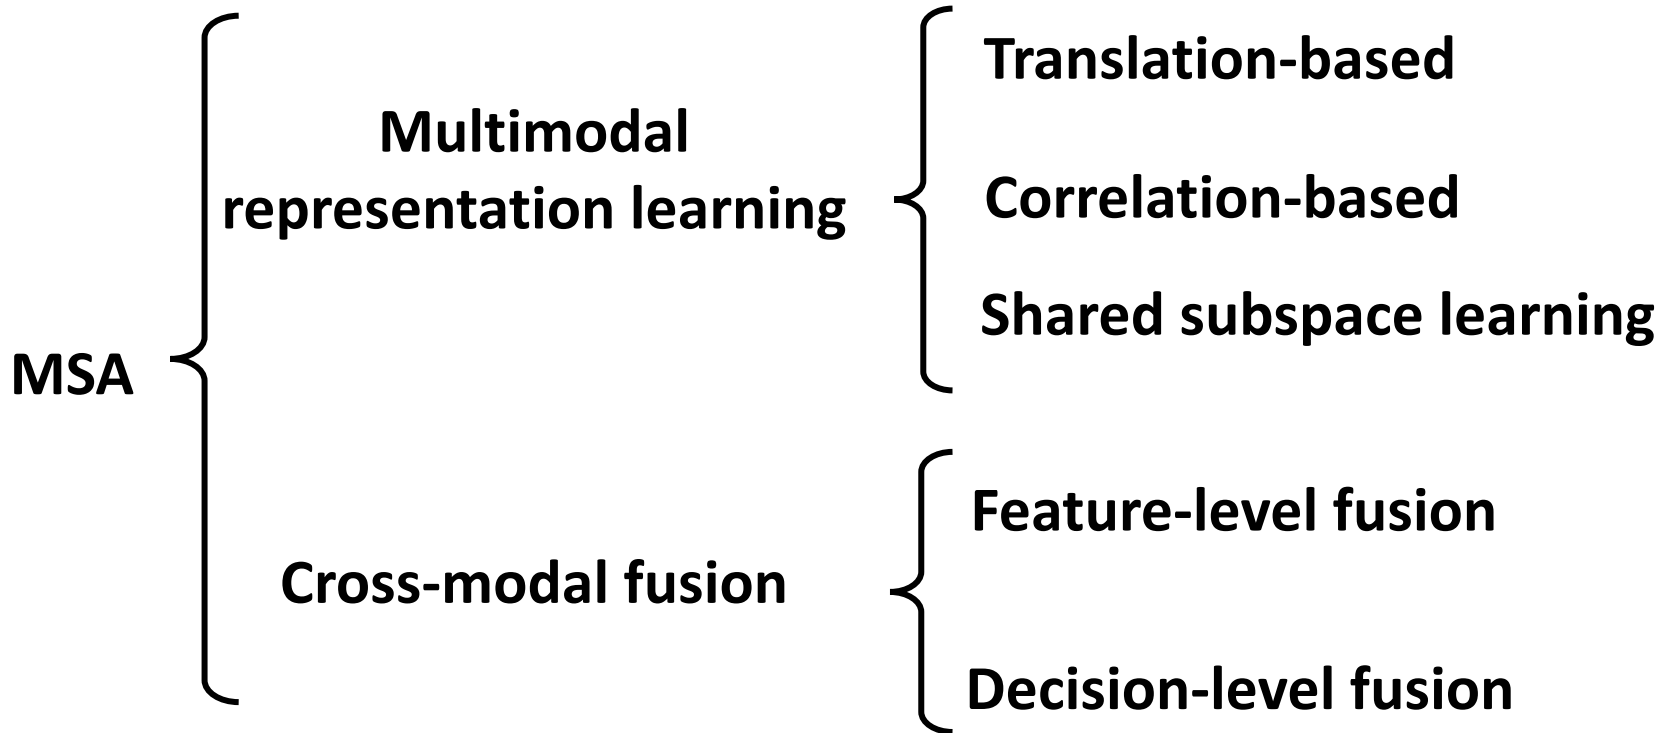 MSA
Multimodal
representation learning
Translation-based
Correlation-based
Shared subspace learning
Cross-modal fusion
Feature-level fusion
Decision-level fusion